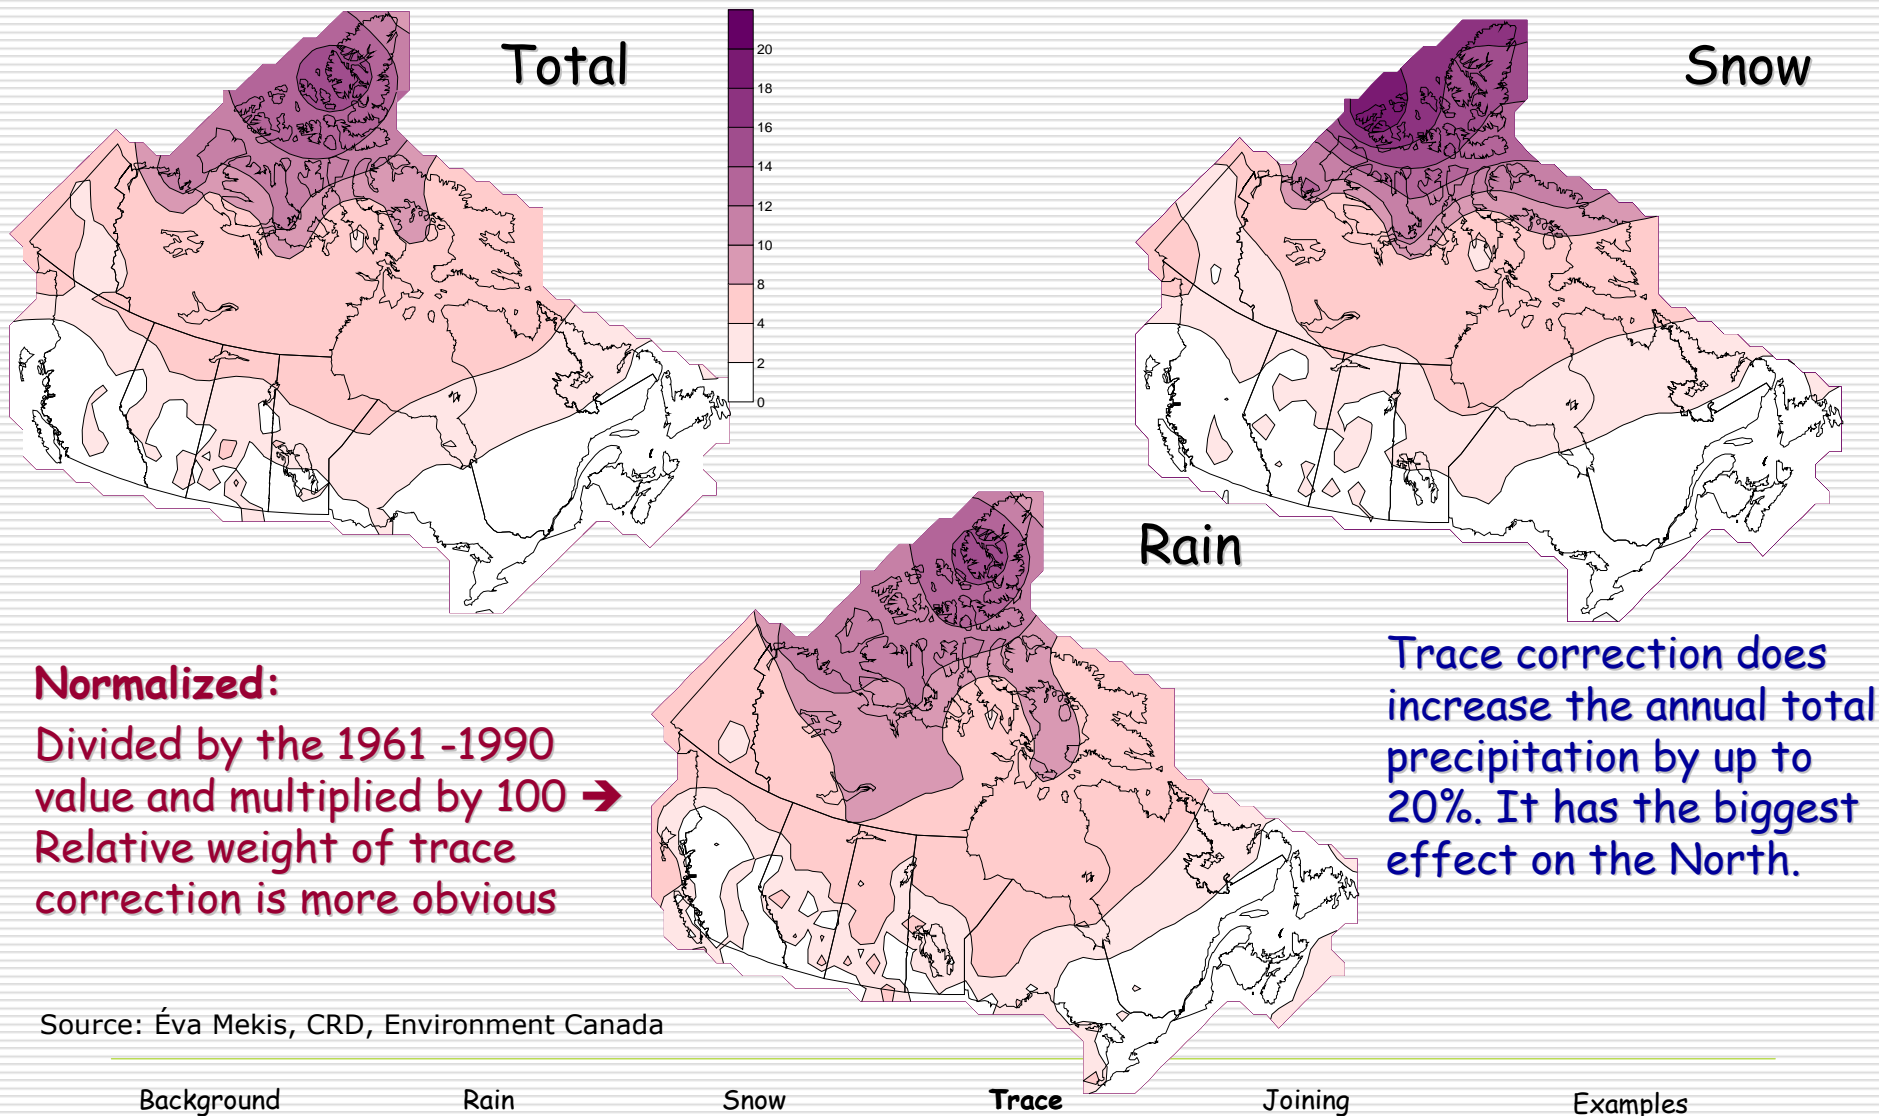 Total
20
18
16
14
12
10
8
4
2
0
Snow
Rain
Normalized:
Divided by the 1961 -1990
value and multiplied by 100 ➔
Relative weight of trace
correction is more obvious
Trace correction does
increase the annual total
precipitation by up to
20%. It has the biggest
effect on the North.
Source: Éva Mekis, CRD, Environment Canada
Background Rain Snow Trace Joining Examples